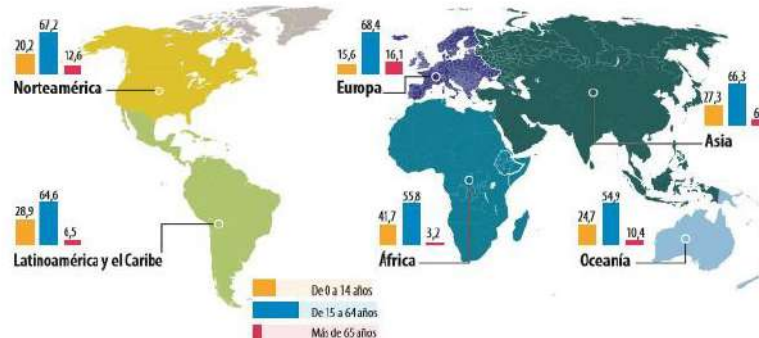 67,2
20,2
12,6
Norteamérica
68,4
15,6
16,1
Europa
66,3
27,3
6
Asia
64,6
28,9
6,5
Latinoamérica y el Caribe
55,8
41,7
3,2
África
54,9
24,7
10,4
Oceanía
De 0 a 14 años
De 15 a 64 años
Más de 65 años